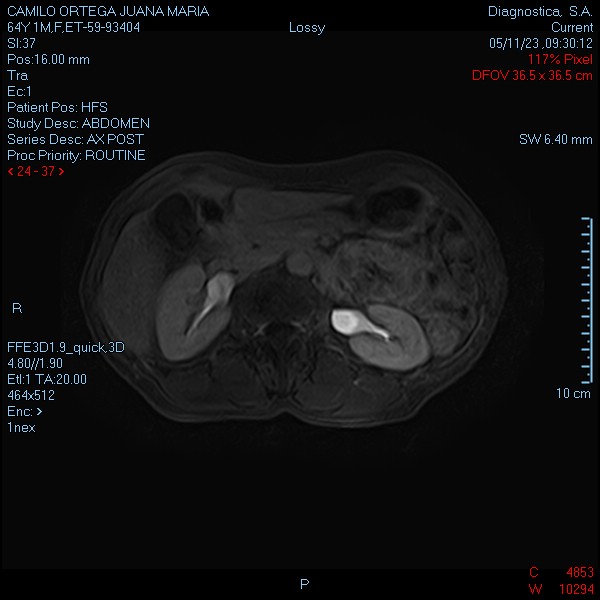 CAMILO ORTEGA JUANA MARIA
64Y 1M,F,ET-59-93404
Sl:37
Pos:16.00 mm
Tra
Ec:1
Patient Pos: HFS
Study Desc: ABDOMEN
Series Desc: AX POST
Proc Priority: ROUTINE
< 24 - 37 >
Lossy
Diagnostica, S.A.
Current
05/11/23 ,09:30:12
117% Pixel
DFOV 36.5 x 36.5 cm
SW 6.40 mm
R
10 cm
FFE3D1.9_quick,3D
4.80//1.90
Etl:1 TA:20.00
464x512
Enc: >
1nex
P
C 4853
W 10294